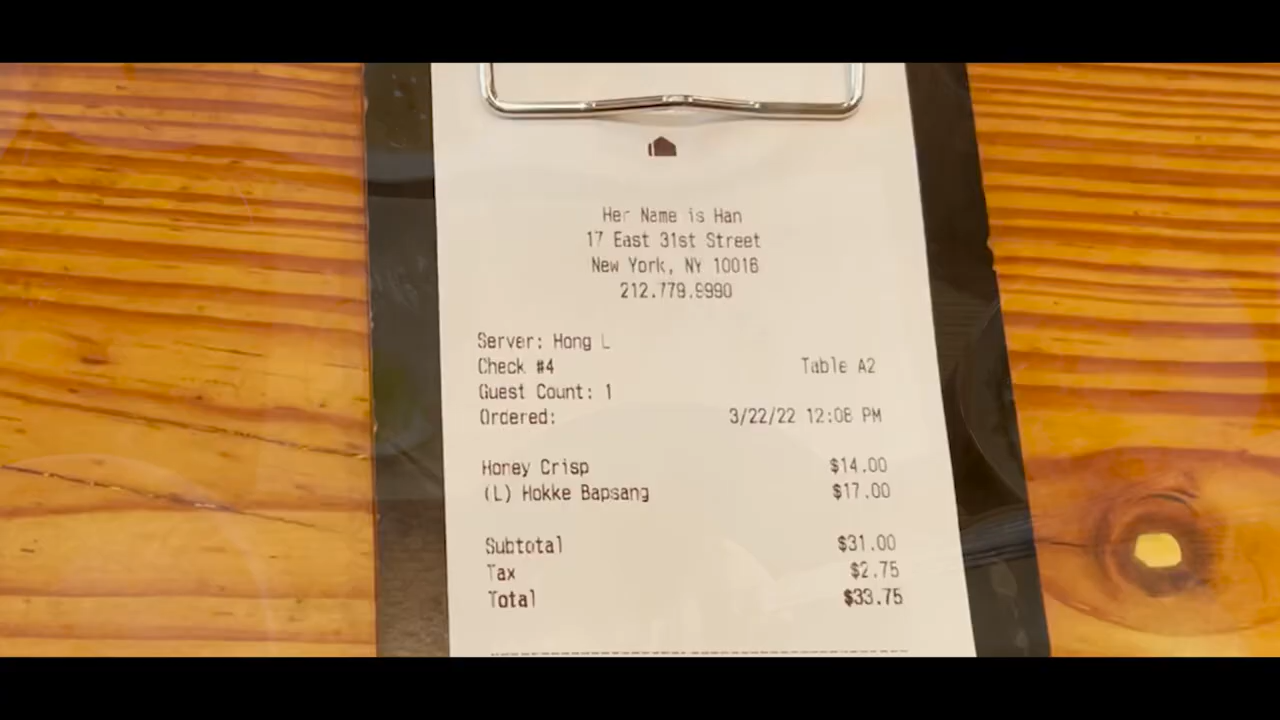 Her Name is Han
17 East 31st Street
New York, NY 10016
212.779.9990
Server: Hong L
Check #4
Table A2
Guest Count: 1
Ordered: 3/22/22 12:08 PM
Honey Crisp $14.00
(L) Hokke Bapsang $17.00
Subtotal $31.00
Tax $2.75
Total $33.75